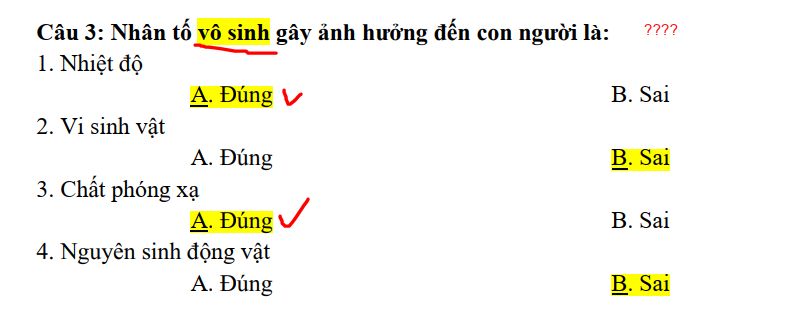 Câu 3: Nhân tố vô sinh gây ảnh hưởng đến con người là: ????
1. Nhiệt độ
A. Đúng B. Sai
2. Vi sinh vật
A. Đúng B. Sai
3. Chất phóng xạ
A. Đúng B. Sai
4. Nguyên sinh động vật
A. Đúng B. Sai